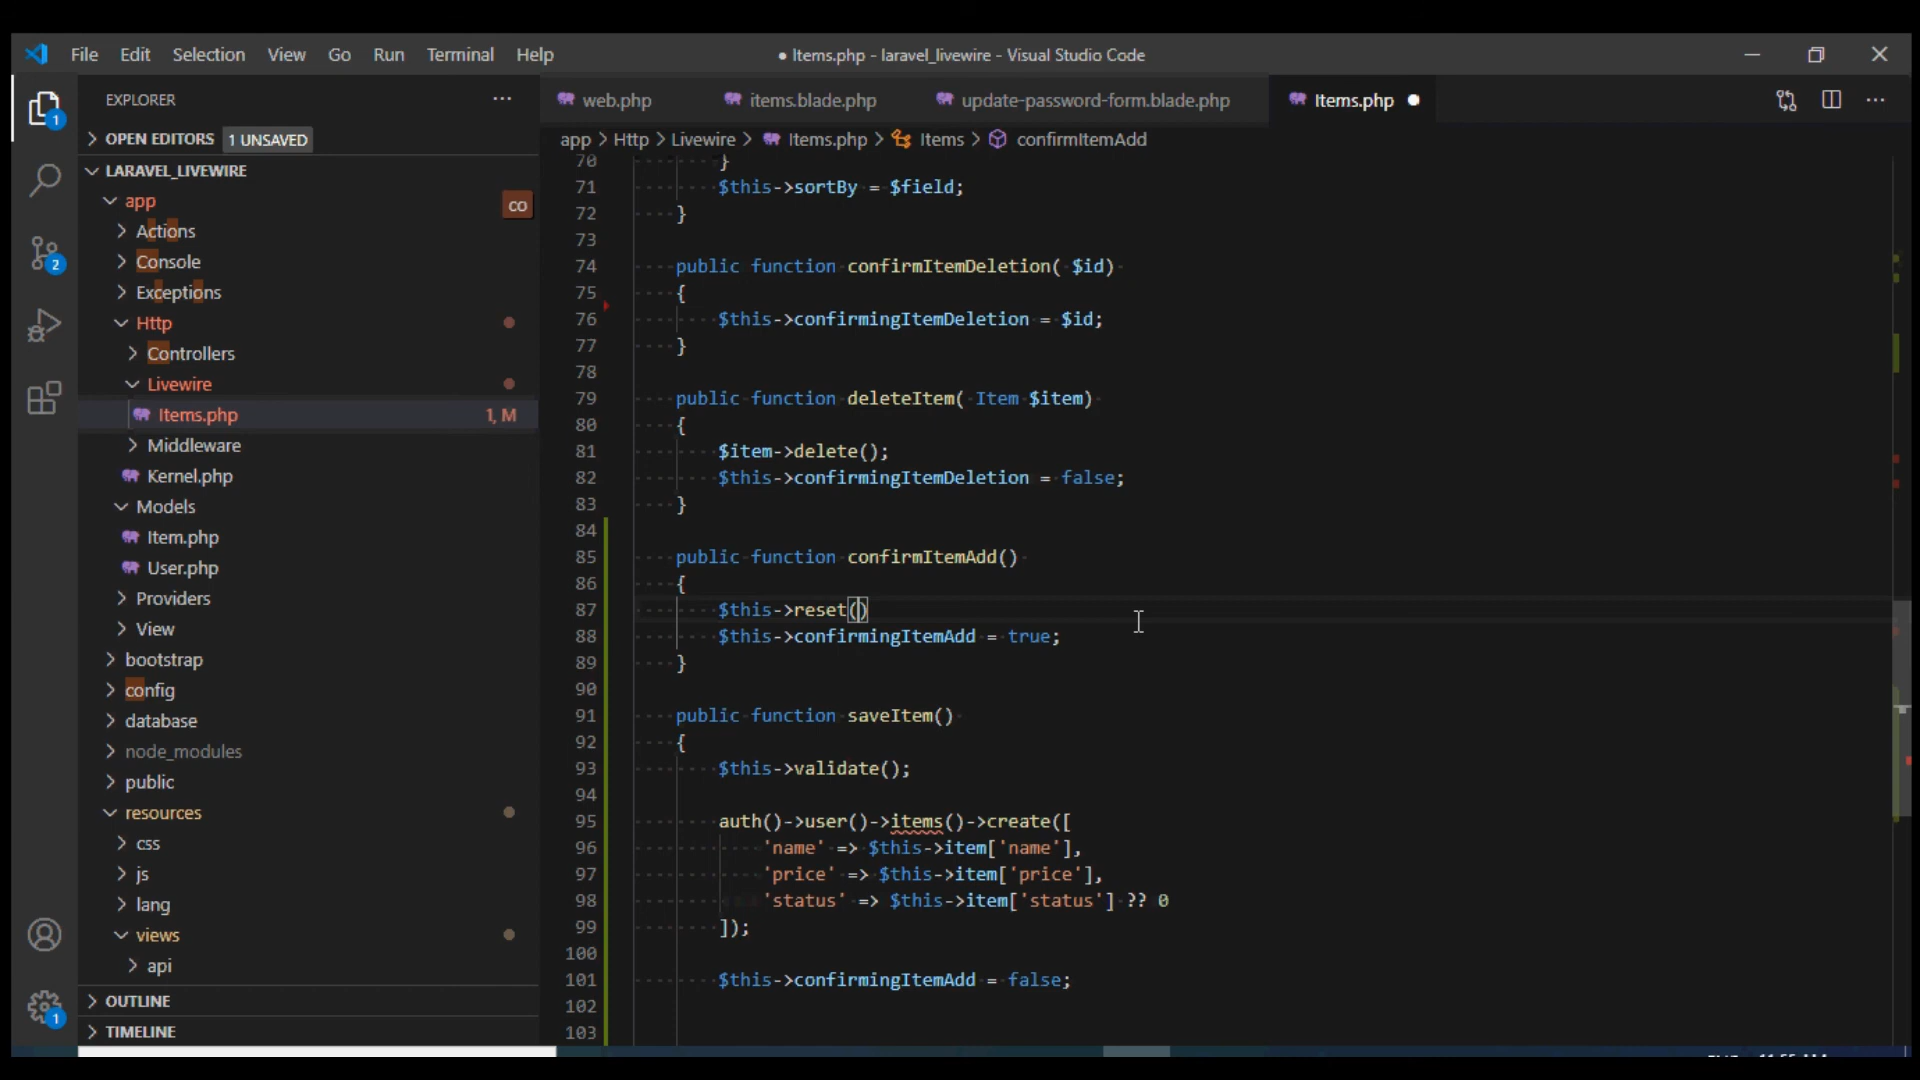 File Edit Selection View Go Run Terminal Help
● Items.php - laravel_livewire - Visual Studio Code
EXPLORER
web.php
items.blade.php
update-password-form.blade.php
Items.php
OPEN EDITORS 1 UNSAVED
app > Http > Livewire > Items.php > Items > confirmItemAdd
LARAVEL_LIVEWIRE
app
co
Actions
Console
Exceptions
Http
Controllers
Livewire
Items.php 1, M
Middleware
Kernel.php
Models
Item.php
User.php
Providers
View
bootstrap
config
database
node_modules
public
resources
css
js
lang
views
api
OUTLINE
TIMELINE
1
2
1
70 }
71 $this->sortBy = $field;
72 }
73
74 public function confirmItemDeletion( $id)
75 {
76 $this->confirmingItemDeletion = $id;
77 }
78
79 public function deleteItem( Item $item)
80 {
81 $item->delete();
82 $this->confirmingItemDeletion = false;
83 }
84
85 public function confirmItemAdd()
86 {
87 $this->reset()
88 $this->confirmingItemAdd = true;
89 }
90
91 public function saveItem()
92 {
93 $this->validate();
94
95 auth()->user()->items()->create([
96 'name' => $this->item['name'],
97 'price' => $this->item['price'],
98 'status' => $this->item['status'] ?? 0
99 ]);
100
101 $this->confirmingItemAdd = false;
102
103